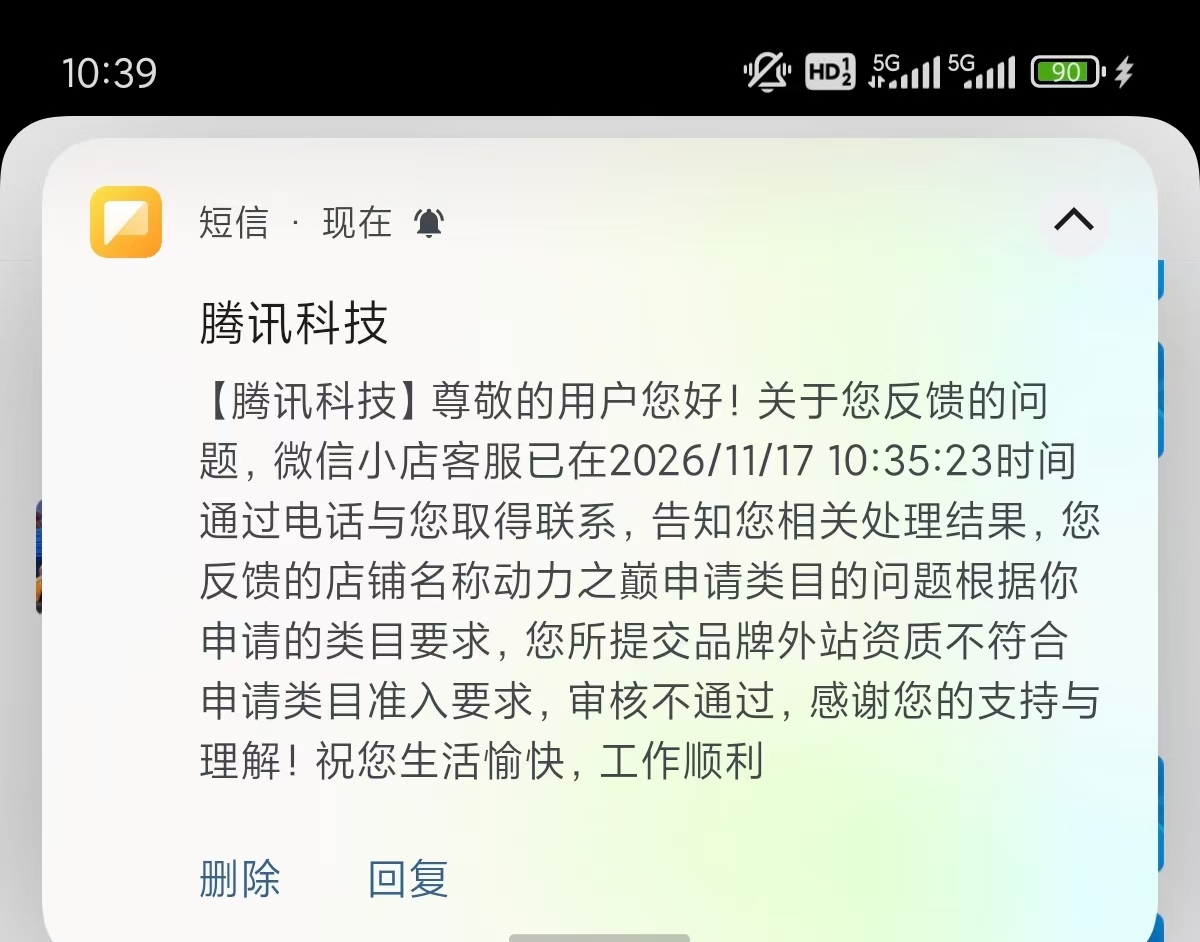 10:39
HD 1 2 5G 5G 90
短信 · 现在
腾讯科技
【腾讯科技】尊敬的用户您好！关于您反馈的问
题，微信小店客服已在2026/11/17 10:35:23时间
通过电话与您取得联系，告知您相关处理结果，您
反馈的店铺名称动力之巅申请类目的问题根据你
申请的类目要求，您所提交品牌外站资质不符合
申请类目准入要求，审核不通过，感谢您的支持与
理解！祝您生活愉快，工作顺利
删除 回复